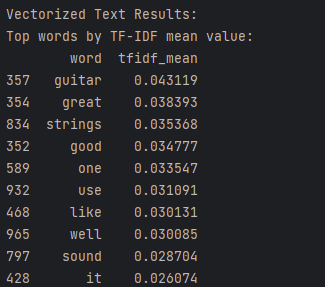 Vectorized Text Results:
Top words by TF-IDF mean value:
word tfidf_mean
357 guitar 0.043119
354 great 0.038393
834 strings 0.035368
352 good 0.034777
589 one 0.033547
932 use 0.031091
468 like 0.030131
965 well 0.030085
797 sound 0.028704
428 it 0.026074